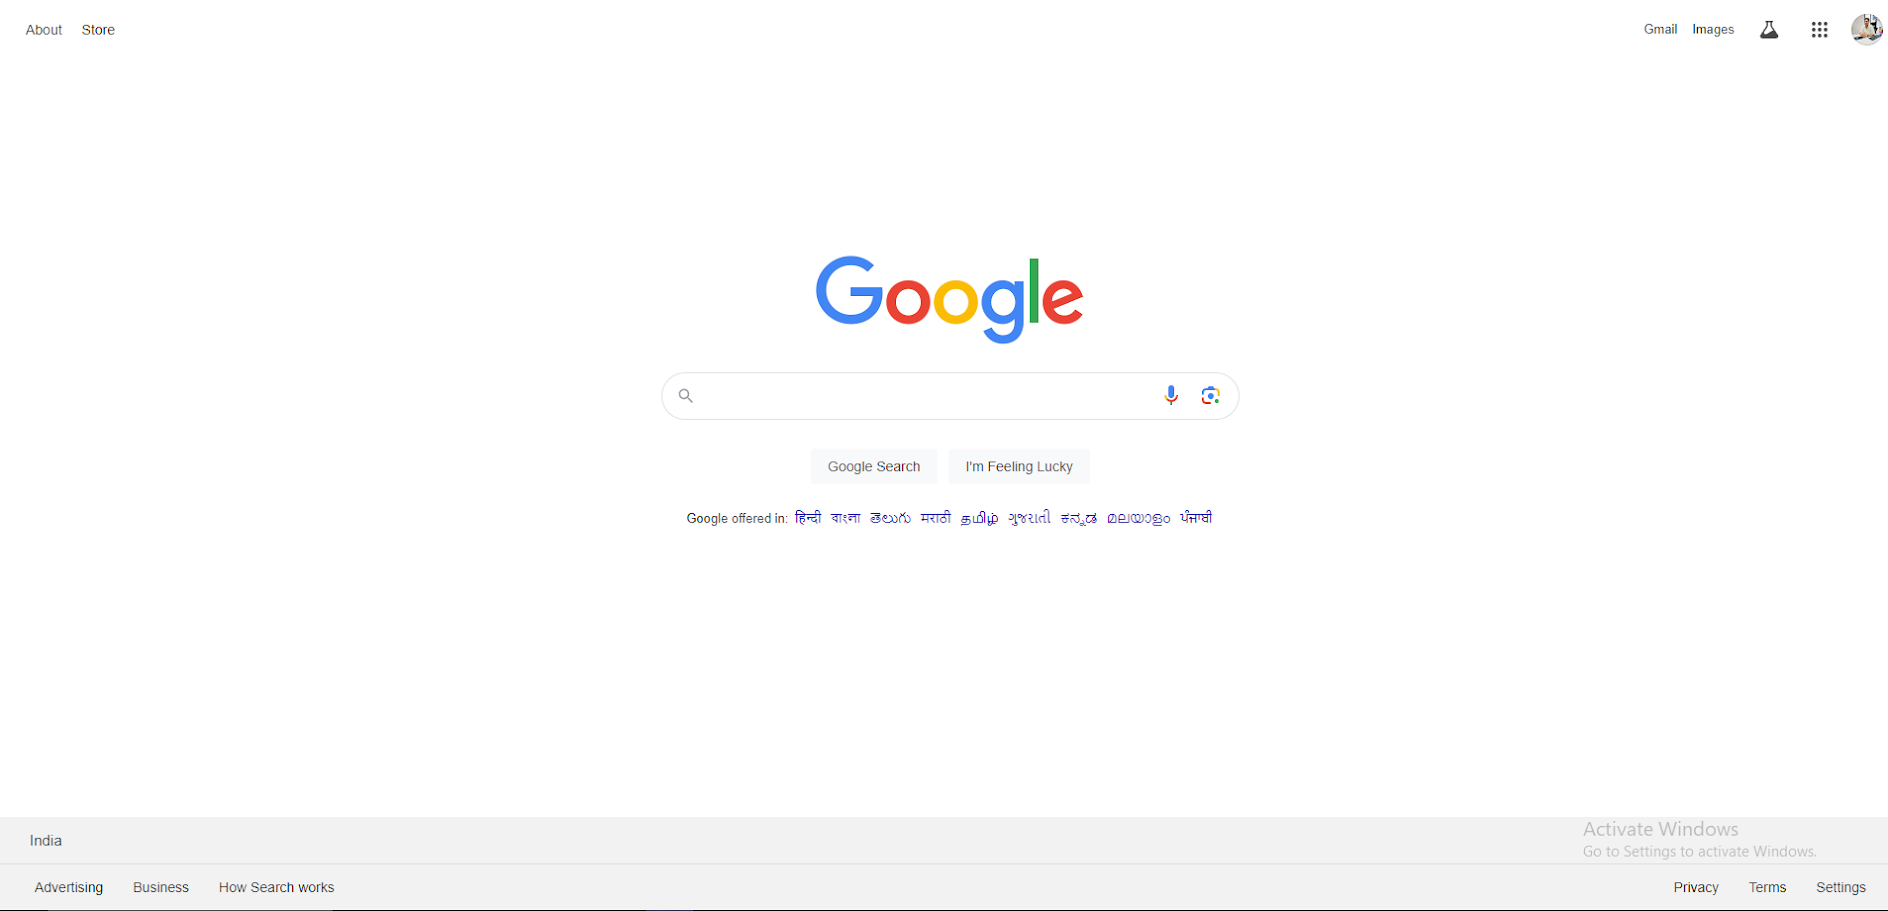 About Store
Gmail Images
Google
Google Search I'm Feeling Lucky
Google offered in: हिन्दी বাংলা తెలుగు मराठी தமிழ் ગુજરાતી ಕನ್ನಡ മലയാളം ਪੰਜਾਬੀ
India
Activate Windows
Go to Settings to activate Windows.
Advertising Business How Search works
Privacy Terms Settings